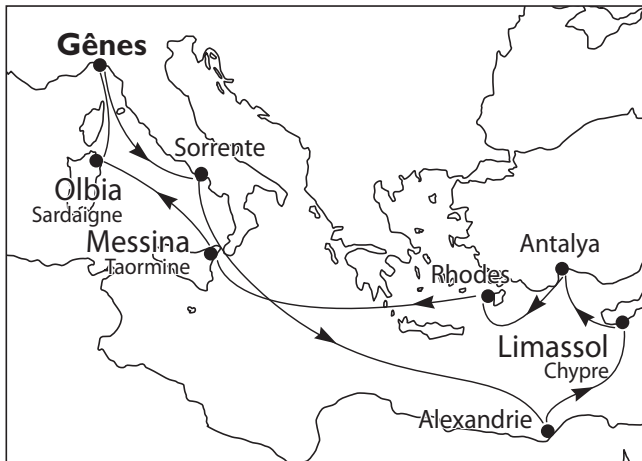 Gênes
Sorrente
Olbia
Sardaigne
Messina
Taormine
Antalya
Rhodes
Limassol
Chypre
Alexandrie